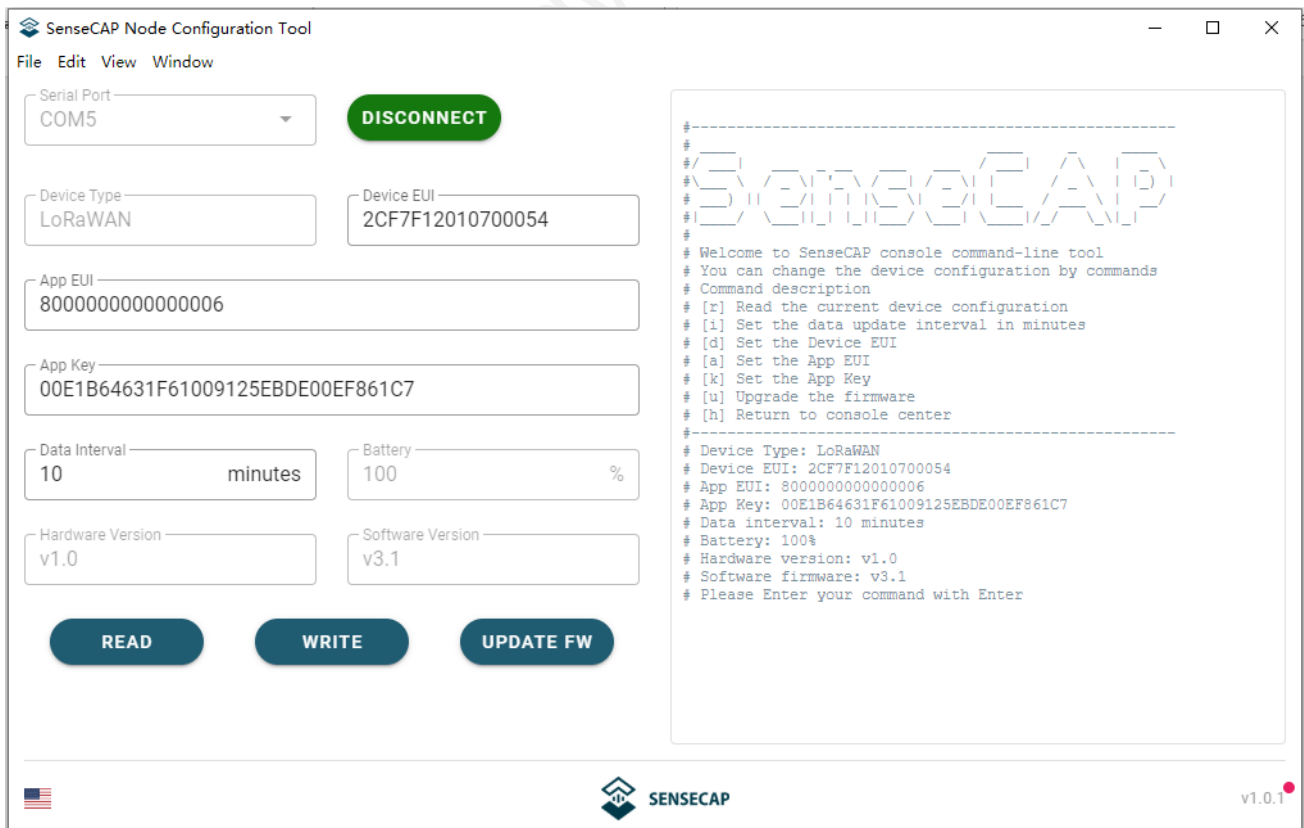 SenseCAP Node Configuration Tool
File Edit View Window
Serial Port
COM5
DISCONNECT
Device Type
LoRaWAN
Device EUI
2CF7F12010700054
App EUI
8000000000000006
App Key
00E1B64631F61009125EBDE00EF861C7
Data Interval
10 minutes
Battery
100 %
Hardware Version
v1.0
Software Version
v3.1
READ WRITE UPDATE FW
#------------------------------------------------------
SenseCAP
#
# Welcome to SenseCAP console command-line tool
# You can change the device configuration by commands
# Command description
# [r] Read the current device configuration
# [i] Set the data update interval in minutes
# [d] Set the Device EUI
# [a] Set the App EUI
# [k] Set the App Key
# [u] Upgrade the firmware
# [h] Return to console center
#------------------------------------------------------
# Device Type: LoRaWAN
# Device EUI: 2CF7F12010700054
# App EUI: 8000000000000006
# App Key: 00E1B64631F61009125EBDE00EF861C7
# Data interval: 10 minutes
# Battery: 100%
# Hardware version: v1.0
# Software firmware: v3.1
# Please Enter your command with Enter
SENSECAP
v1.0.1